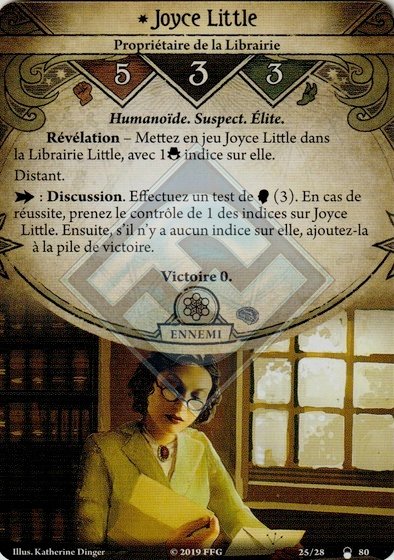 Joyce Little
Propriétaire de la Librairie
5 3 3
Humanoïde. Suspect. Élite.
Révélation – Mettez en jeu Joyce Little dans
la Librairie Little, avec 1 indice sur elle.
Distant.
: Discussion. Effectuez un test de (3). En cas de
réussite, prenez le contrôle de 1 des indices sur Joyce
Little. Ensuite, s'il n'y a aucun indice sur elle, ajoutez-la
à la pile de victoire.
Victoire 0.
ENNEMI
Illus. Katherine Dinger © 2019 FFG 25/28 80